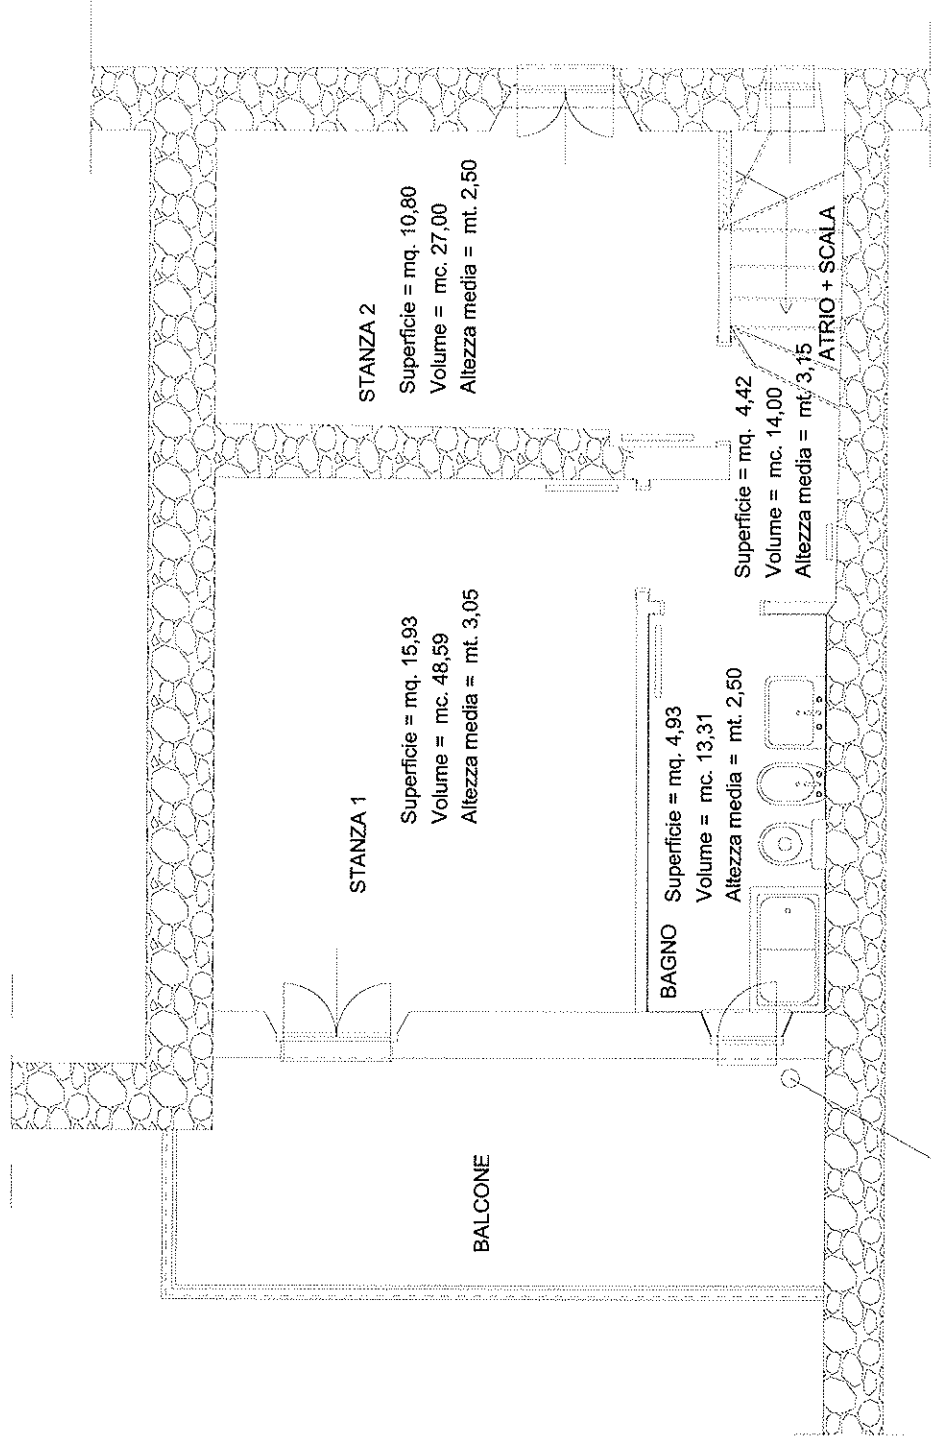 STANZA 1
Superficie = mq. 15,93
Volume = mc. 48,59
Altezza media = mt. 3,05
STANZA 2
Superficie = mq. 10,80
Volume = mc. 27,00
Altezza media = mt. 2,50
BALCONE
BAGNO
Superficie = mq. 4,93
Volume = mc. 13,31
Altezza media = mt. 2,50
Superficie = mq. 4,42
Volume = mc. 14,00
Altezza media = mt. 3,15
ATRIO + SCALA